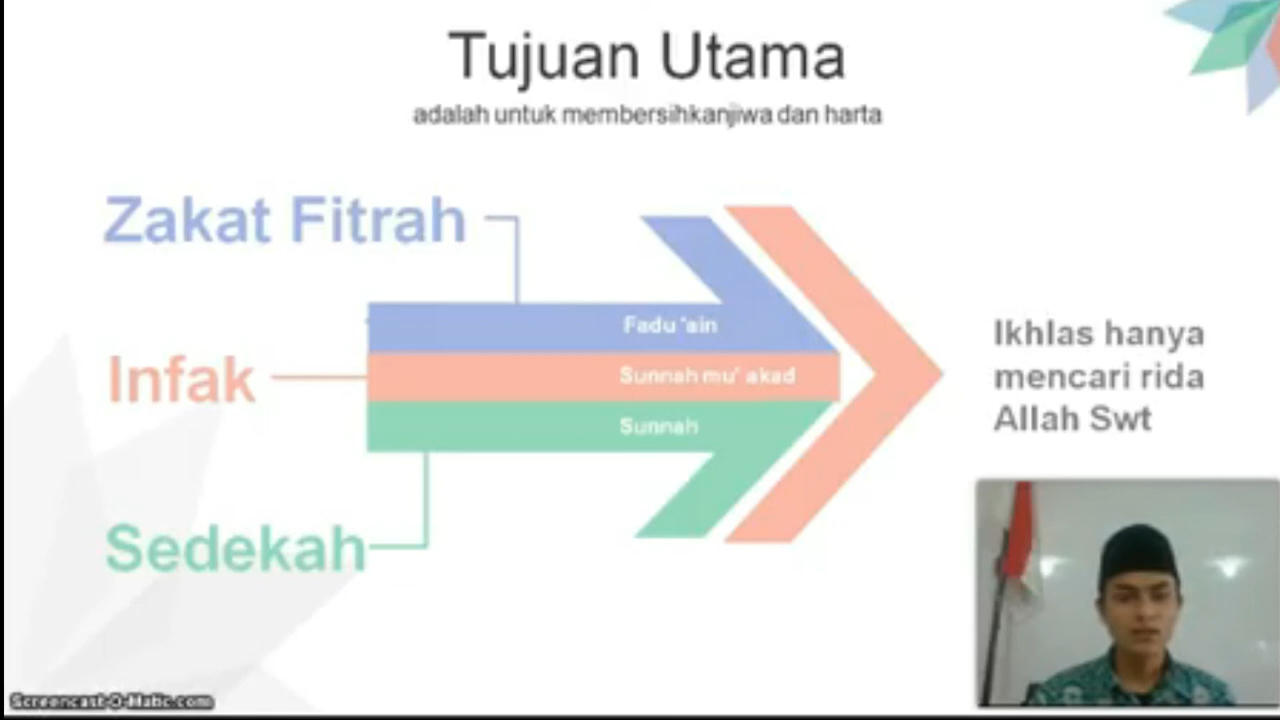 Tujuan Utama
adalah untuk membersihkanjiwa dan harta
Zakat Fitrah
Fadu 'ain
Infak
Sunnah mu' akad
Sunnah
Sedekah
Ikhlas hanya
mencari rida
Allah Swt
Screencast-O-Matic.com